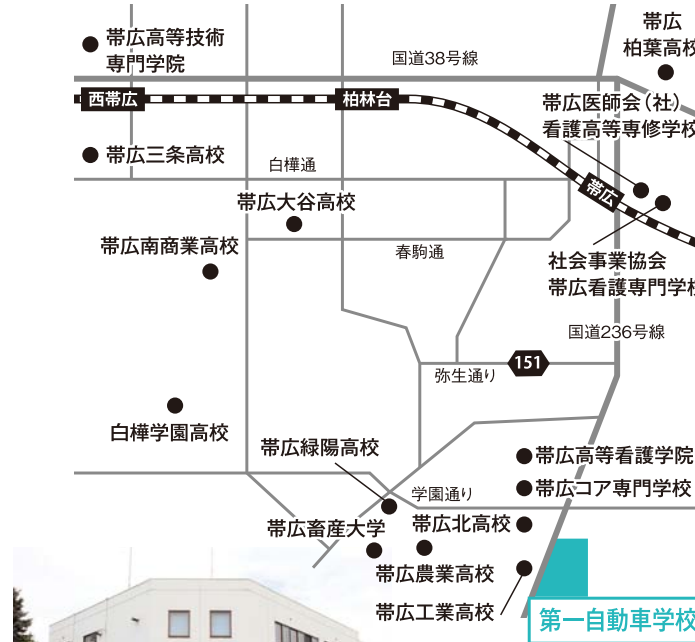 帯広高等技術
専門学院
国道38号線
帯広
柏葉高校
西帯広
柏林台
帯広医師会（社）
看護高等専修学校
帯広三条高校
白樺通
帯広
帯広大谷高校
帯広南商業高校
春駒通
社会事業協会
帯広看護専門学校
国道236号線
151
弥生通り
白樺学園高校
帯広緑陽高校
帯広高等看護学院
学園通り
帯広コア専門学校
帯広畜産大学
帯広北高校
帯広農業高校
帯広工業高校
第一自動車学校